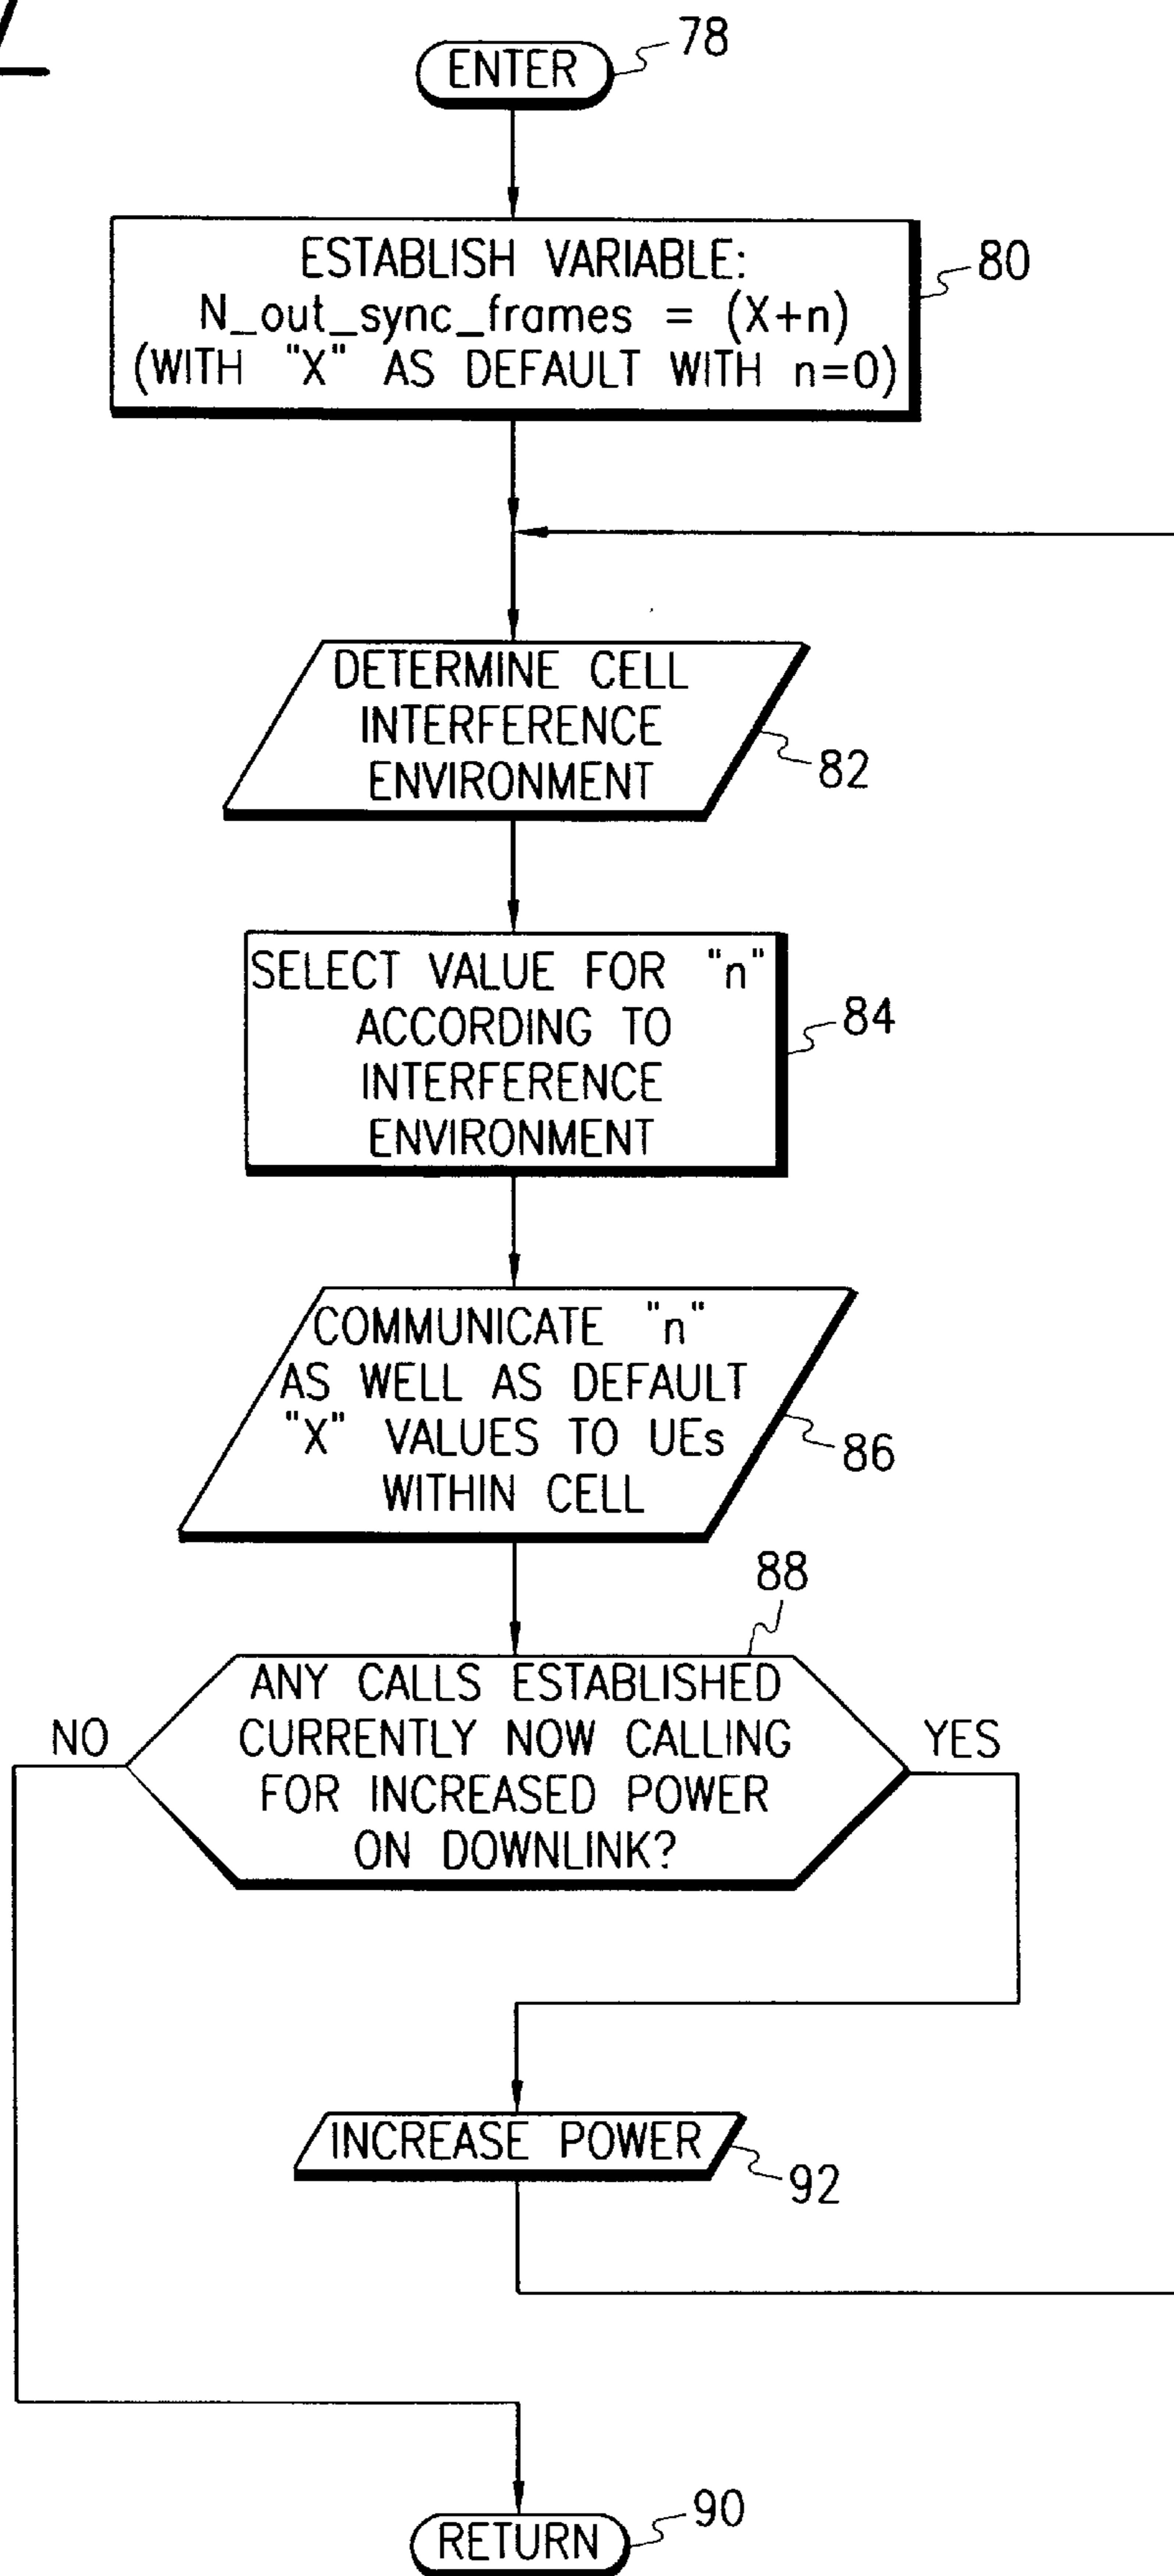 ENTER
78
ESTABLISH VARIABLE:
N_out_sync_frames = (X+n)
(WITH "X" AS DEFAULT WITH n=0)
80
DETERMINE CELL
INTERFERENCE
ENVIRONMENT
82
SELECT VALUE FOR "n"
ACCORDING TO
INTERFERENCE
ENVIRONMENT
84
COMMUNICATE "n"
AS WELL AS DEFAULT
"X" VALUES TO UEs
WITHIN CELL
86
88
ANY CALLS ESTABLISHED
CURRENTLY NOW CALLING
FOR INCREASED POWER
ON DOWNLINK?
NO
YES
INCREASE POWER
92
RETURN
90